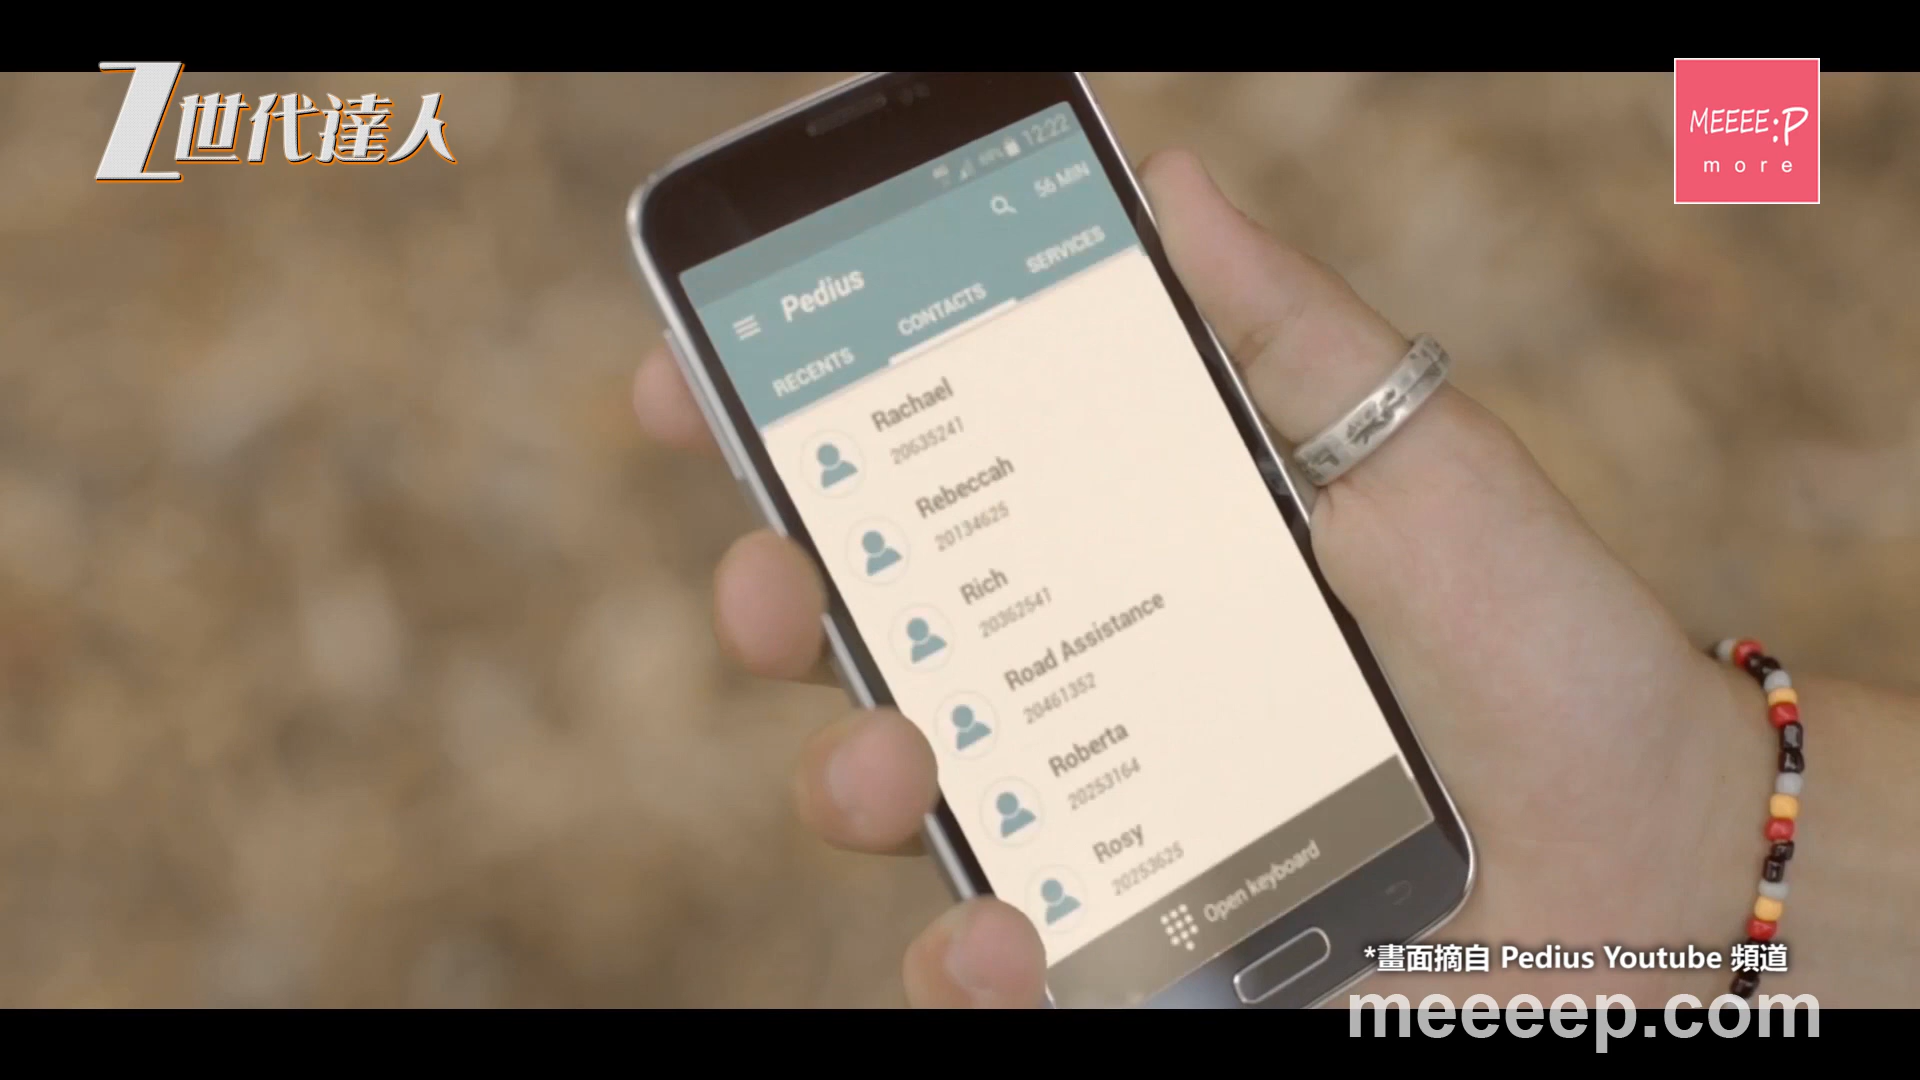 Z世代達人
MEEEE:P
more
12:22
56 MIN
Pedius
RECENTS
CONTACTS
SERVICES
Rachael
20635241
Rebeccah
20134625
Rich
20362541
Road Assistance
20461352
Roberta
20253164
Rosy
20253625
Open keyboard
*畫面摘自 Pedius Youtube 頻道
meeeep.com